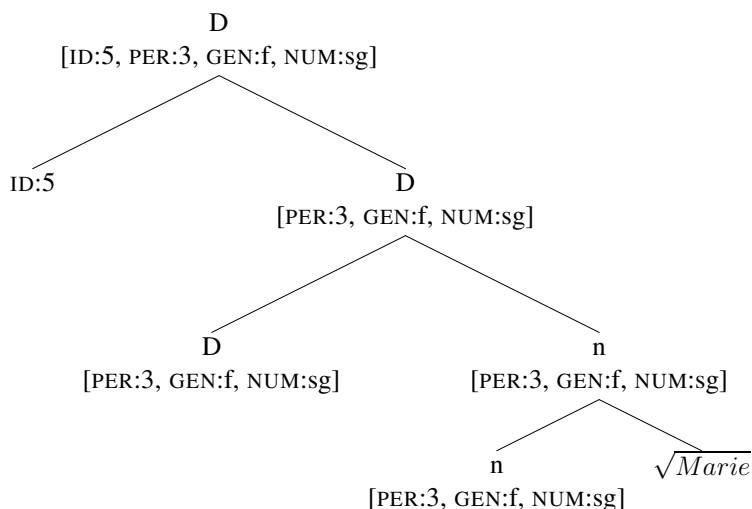 D
[ID:5, PER:3, GEN:f, NUM:sg]
ID:5
D
[PER:3, GEN:f, NUM:sg]
D
[PER:3, GEN:f, NUM:sg]
n
[PER:3, GEN:f, NUM:sg]
n
[PER:3, GEN:f, NUM:sg]
√Marie